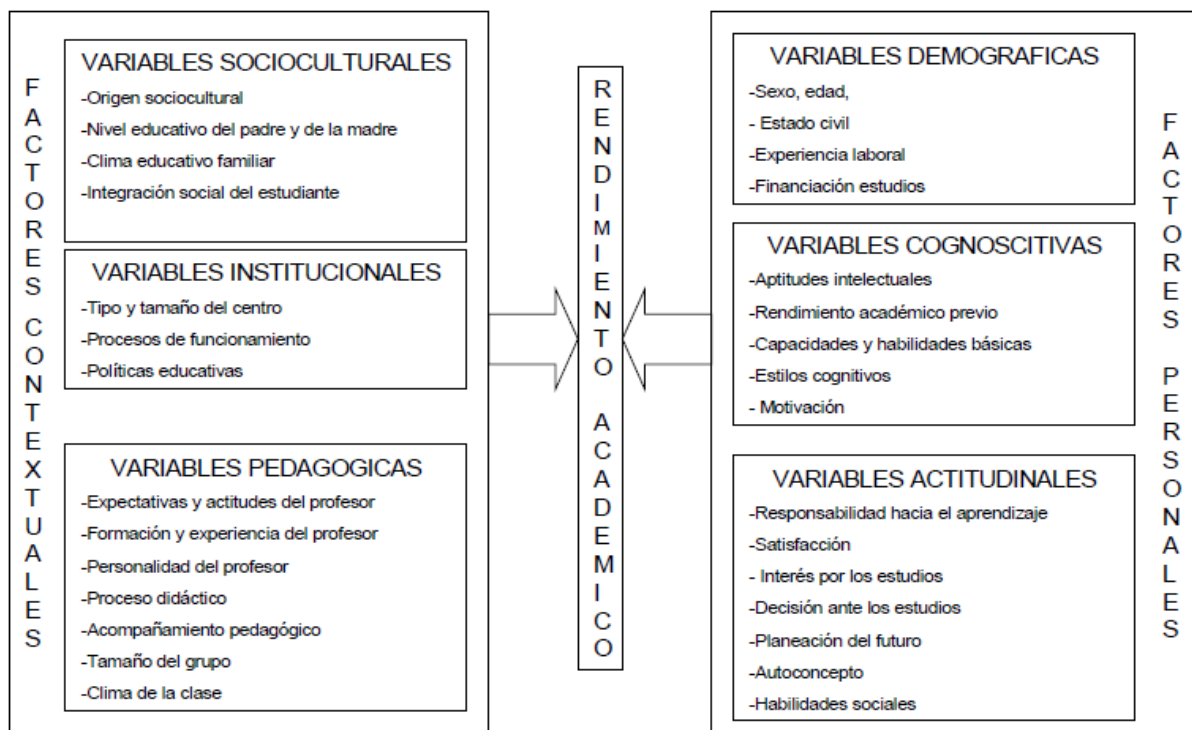 FACTORES CONTEXTUALES
VARIABLES SOCIOCULTURALES
-Origen sociocultural
-Nivel educativo del padre y de la madre
-Clima educativo familiar
-Integración social del estudiante
VARIABLES INSTITUCIONALES
-Tipo y tamaño del centro
-Procesos de funcionamiento
-Políticas educativas
VARIABLES PEDAGOGICAS
-Expectativas y actitudes del profesor
-Formación y experiencia del profesor
-Personalidad del profesor
-Proceso didáctico
-Acompañamiento pedagógico
-Tamaño del grupo
-Clima de la clase
RENDIMIENTO ACADEMICO
VARIABLES DEMOGRAFICAS
-Sexo, edad,
- Estado civil
-Experiencia laboral
-Financiación estudios
VARIABLES COGNOSCITIVAS
-Aptitudes intelectuales
-Rendimiento académico previo
-Capacidades y habilidades básicas
-Estilos cognitivos
- Motivación
VARIABLES ACTITUDINALES
-Responsabilidad hacia el aprendizaje
-Satisfacción
- Interés por los estudios
-Decisión ante los estudios
-Planeación del futuro
-Autoconcepto
-Habilidades sociales
FACTORES PERSONALES